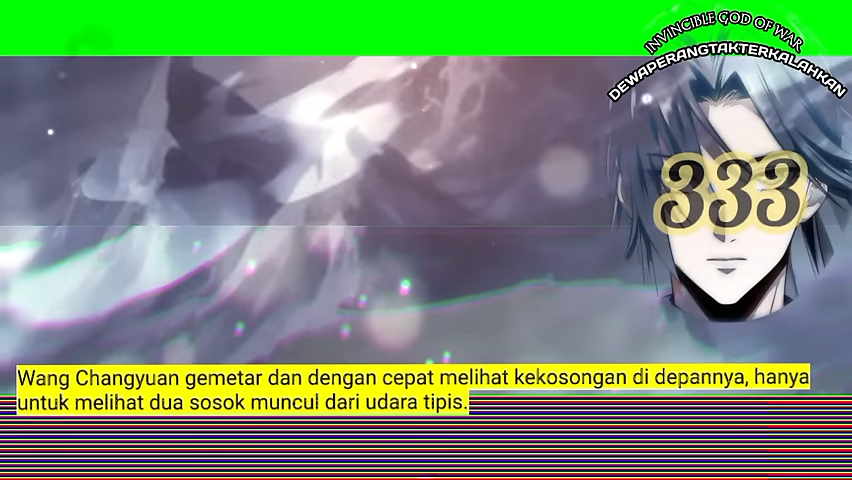 INVINCIBLE GOD OF WAR
DEWAPERANGTAKTERKALAHKAN
333
Wang Changyuan gemetar dan dengan cepat melihat kekosongan di depannya, hanya
untuk melihat dua sosok muncul dari udara tipis.